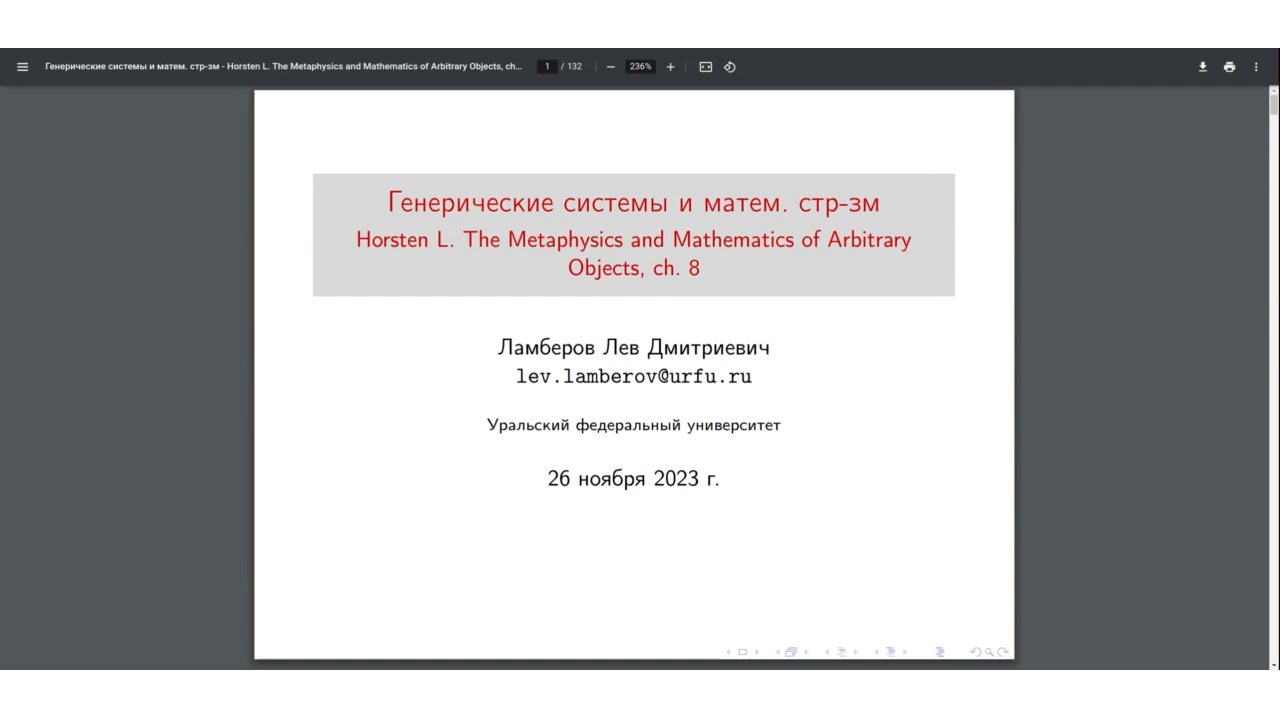 Генерические системы и матем. стр-зм - Horsten L. The Metaphysics and Mathematics of Arbitrary Objects, ch... 1 / 132 236%
Генерические системы и матем. стр-зм
Horsten L. The Metaphysics and Mathematics of Arbitrary
Objects, ch. 8
Ламберов Лев Дмитриевич
lev.lamberov@urfu.ru
Уральский федеральный университет
26 ноября 2023 г.